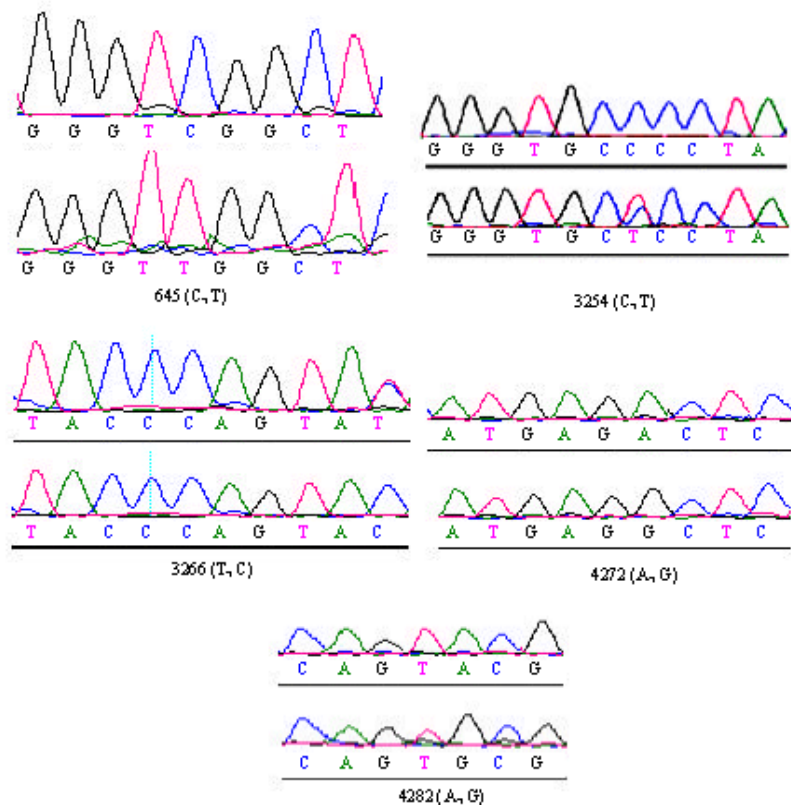 G G G T C G G C T
G G G T T G G C T
645 (C, T)
G G G T G C C C C T A
G G G T G C T C C T A
3254 (C, T)
T A C C C A G T A T
T A C C C A G T A C
3266 (T, C)
A T G A G A C T C
A T G A G G C T C
4272 (A, G)
C A G T A C G
C A G T G C G
4282 (A, G)